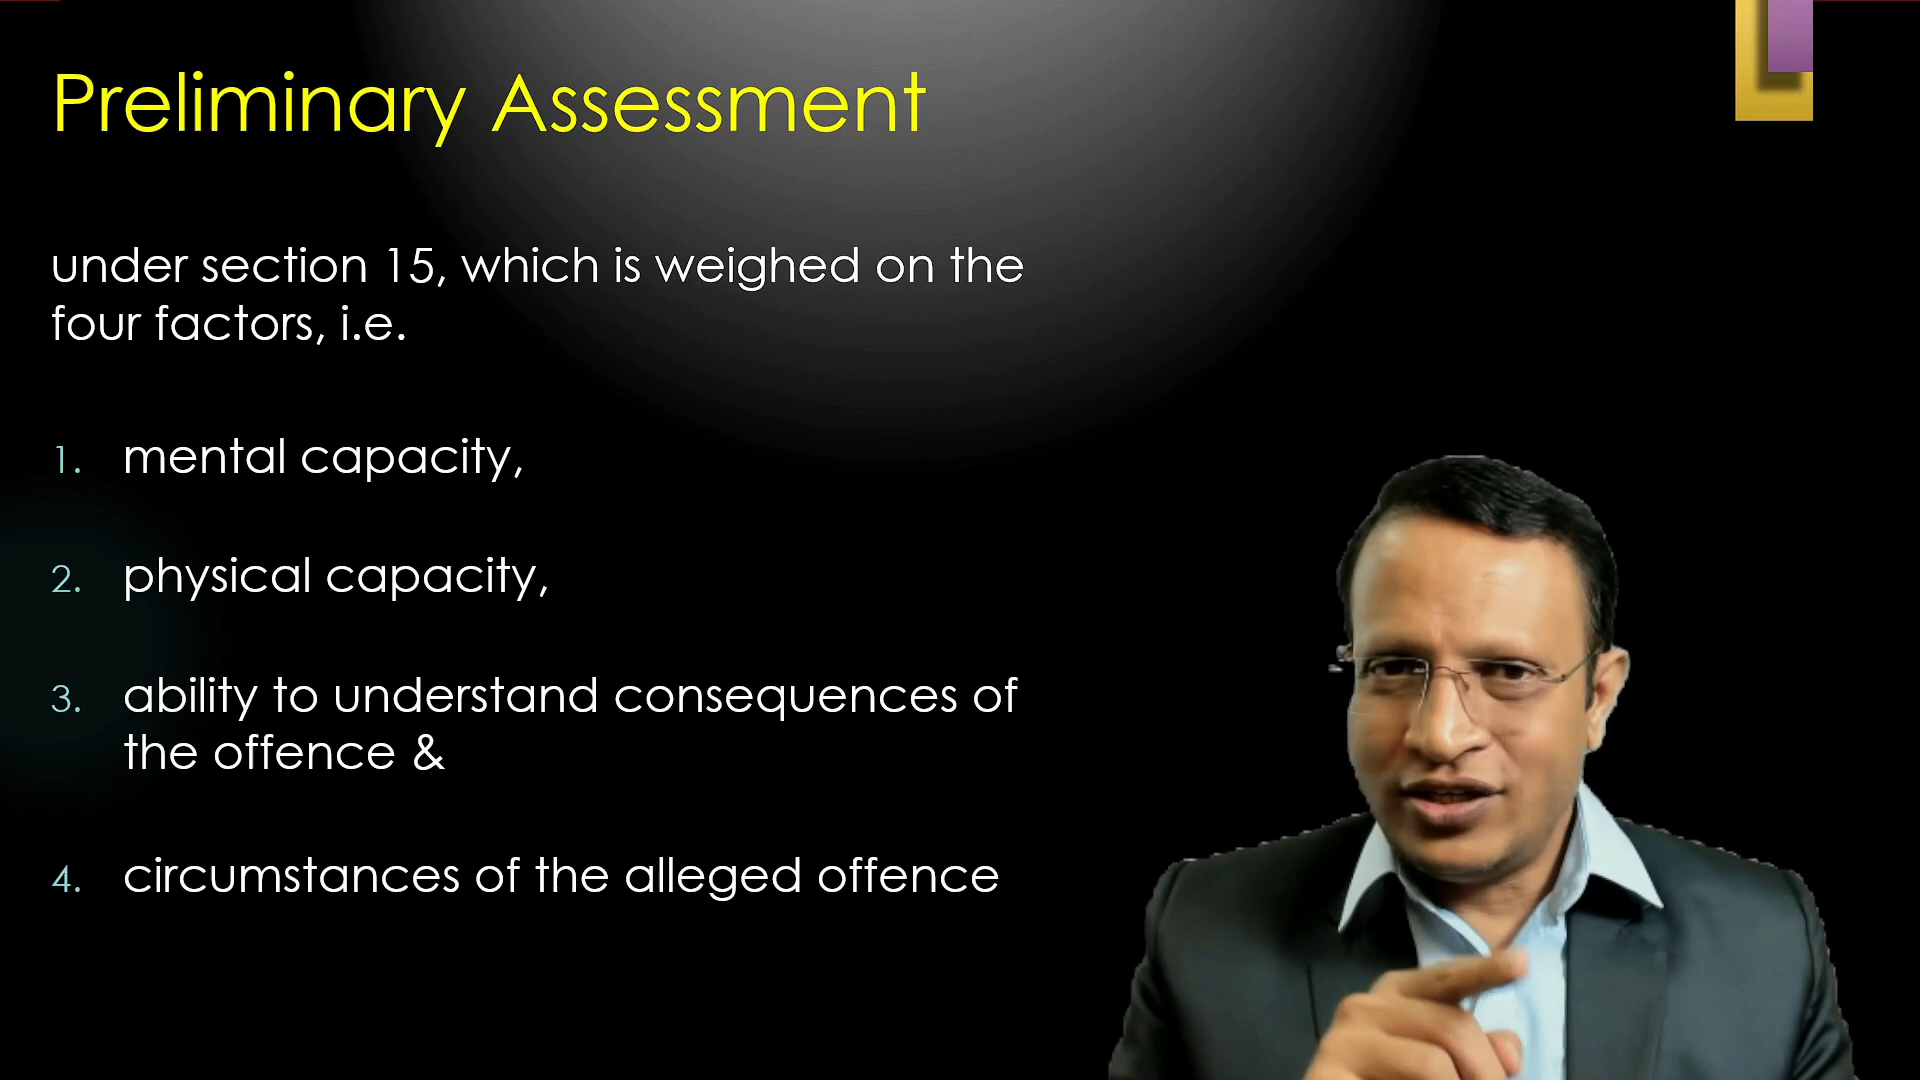 Preliminary Assessment
under section 15, which is weighed on the
four factors, i.e.
1. mental capacity,
2. physical capacity,
3. ability to understand consequences of
the offence &
4. circumstances of the alleged offence